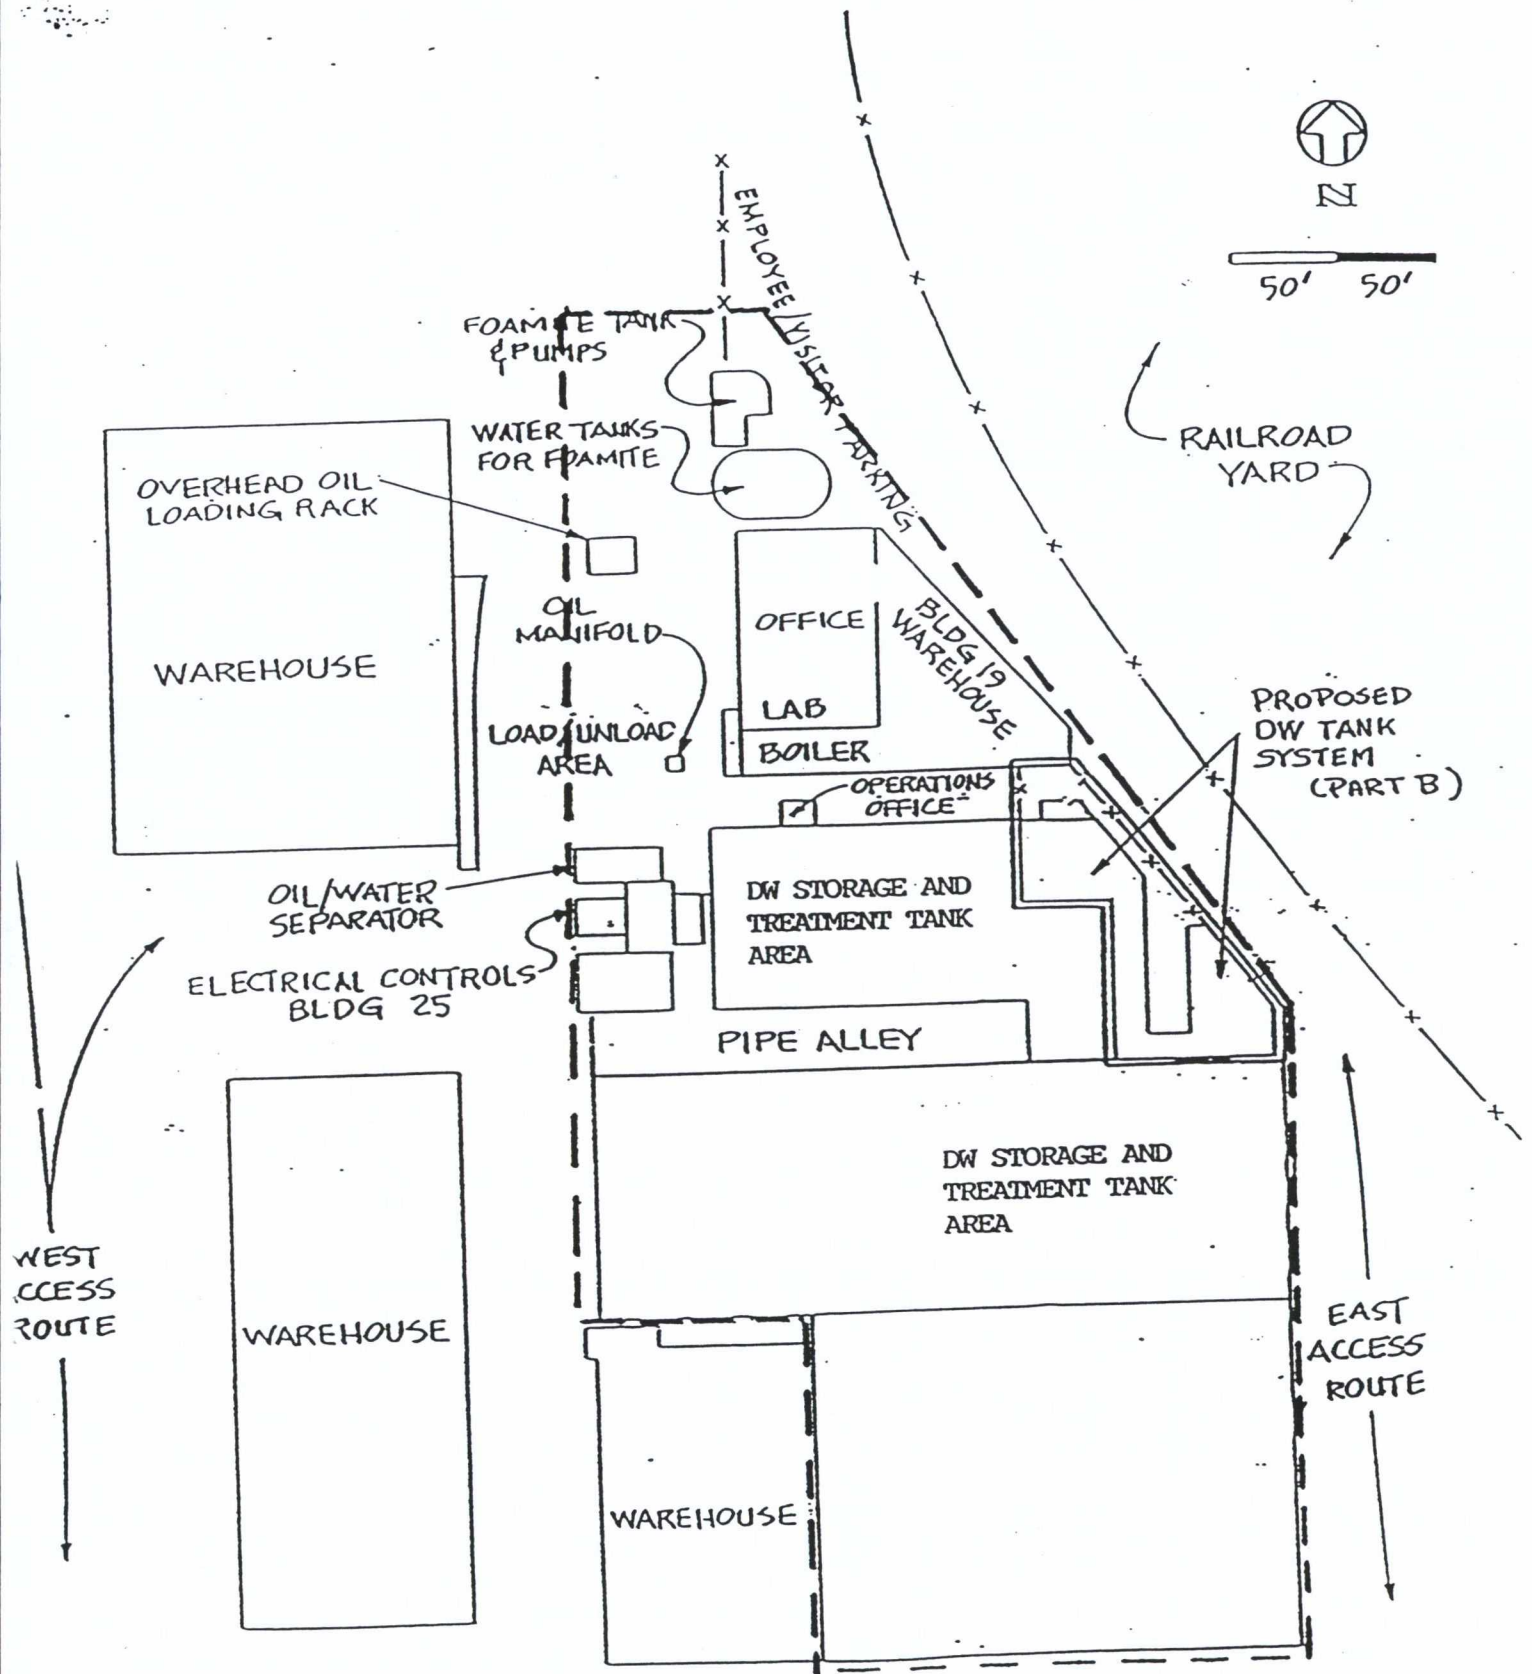 N
50' 50'
EMPLOYEE/VISITOR PARKING
FOAMITE TANK
& PUMPS
WATER TANKS
FOR FOAMITE
RAILROAD
YARD
OVERHEAD OIL
LOADING RACK
OIL
MANIFOLD
OFFICE
BLDG 19
WAREHOUSE
WAREHOUSE
LAB
BOILER
LOAD/UNLOAD
AREA
PROPOSED
DW TANK
SYSTEM
(PART B)
OPERATIONS
OFFICE
OIL/WATER
SEPARATOR
DW STORAGE AND
TREATMENT TANK
AREA
ELECTRICAL CONTROLS
BLDG 25
PIPE ALLEY
DW STORAGE AND
TREATMENT TANK
AREA
WEST
CCESS
ROUTE
WAREHOUSE
EAST
ACCESS
ROUTE
WAREHOUSE